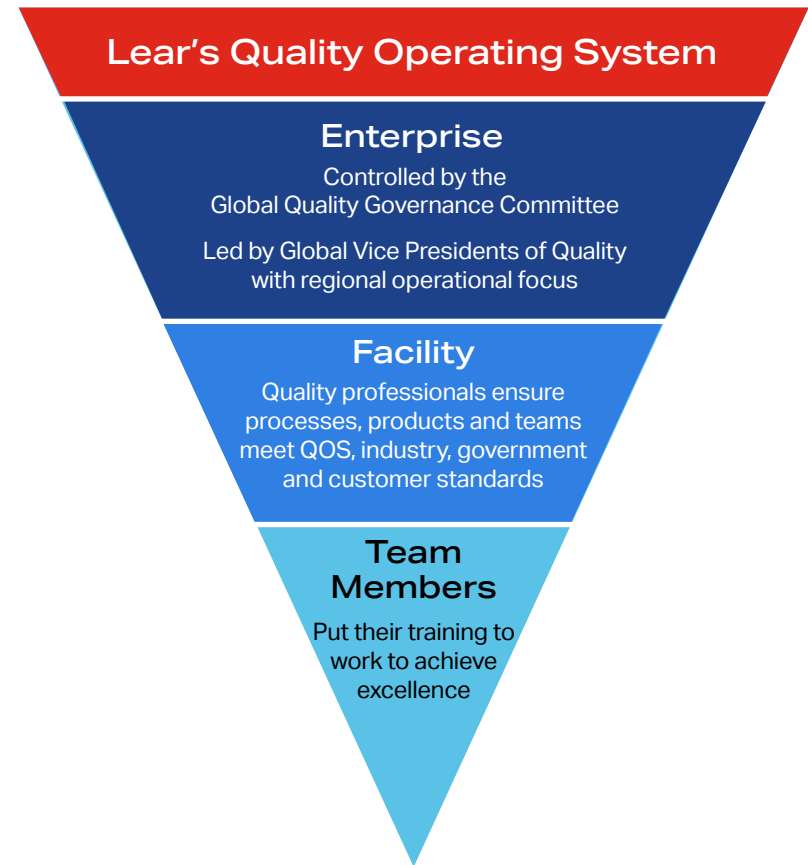 Lear’s Quality Operating System
Enterprise
Controlled by the
Global Quality Governance Committee
Led by Global Vice Presidents of Quality
with regional operational focus
Facility
Quality professionals ensure
processes, products and teams
meet QOS, industry, government
and customer standards
Team
Members
Put their training to
work to achieve
excellence